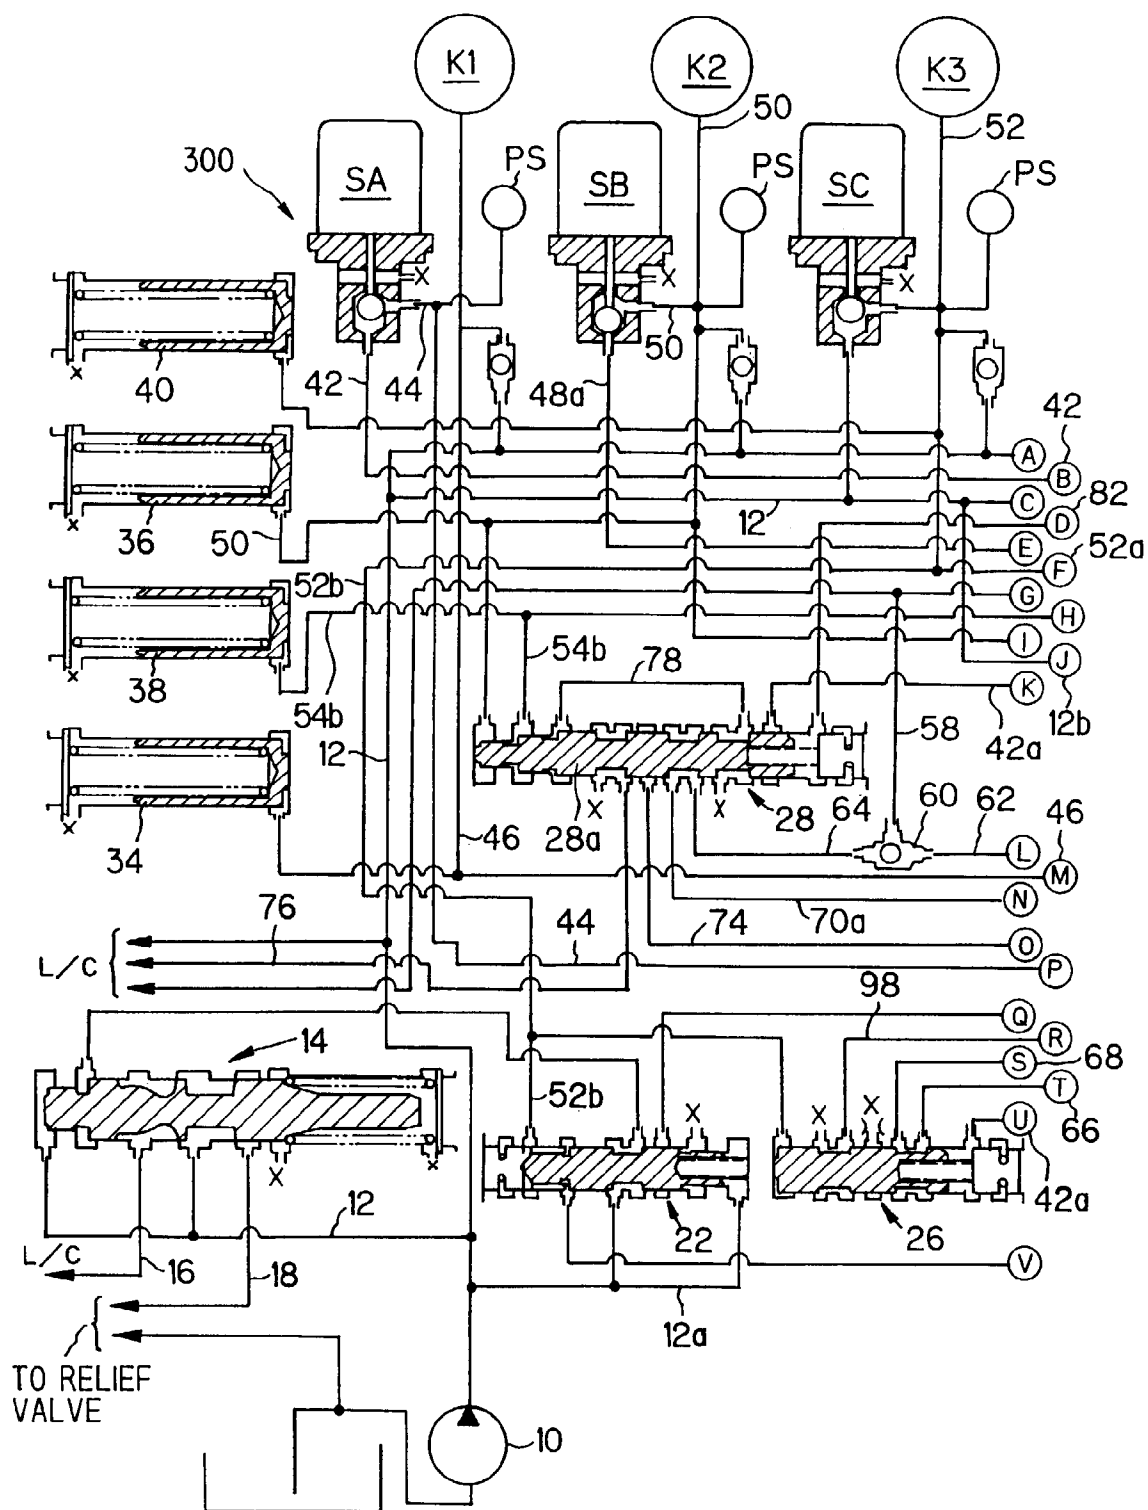 K1
K2
K3
50
52
300
SA
PS
SB
PS
SC
PS
X
X
X
X
40
42
44
48a
50
42
A
B
12
C
82
D
X
36
50
E
52b
52a
F
G
H
I
54b
78
J
X
38
K
54b
12
58
42a
12b
X
28
X
X
28a
64
60
62
46
L
34
46
M
N
76
74
70a
O
L/C
44
P
98
Q
R
14
S
68
52b
X
X
X
T
66
U
X
X
12
22
26
42a
L/C
16
18
V
12a
TO RELIEF
VALVE
10